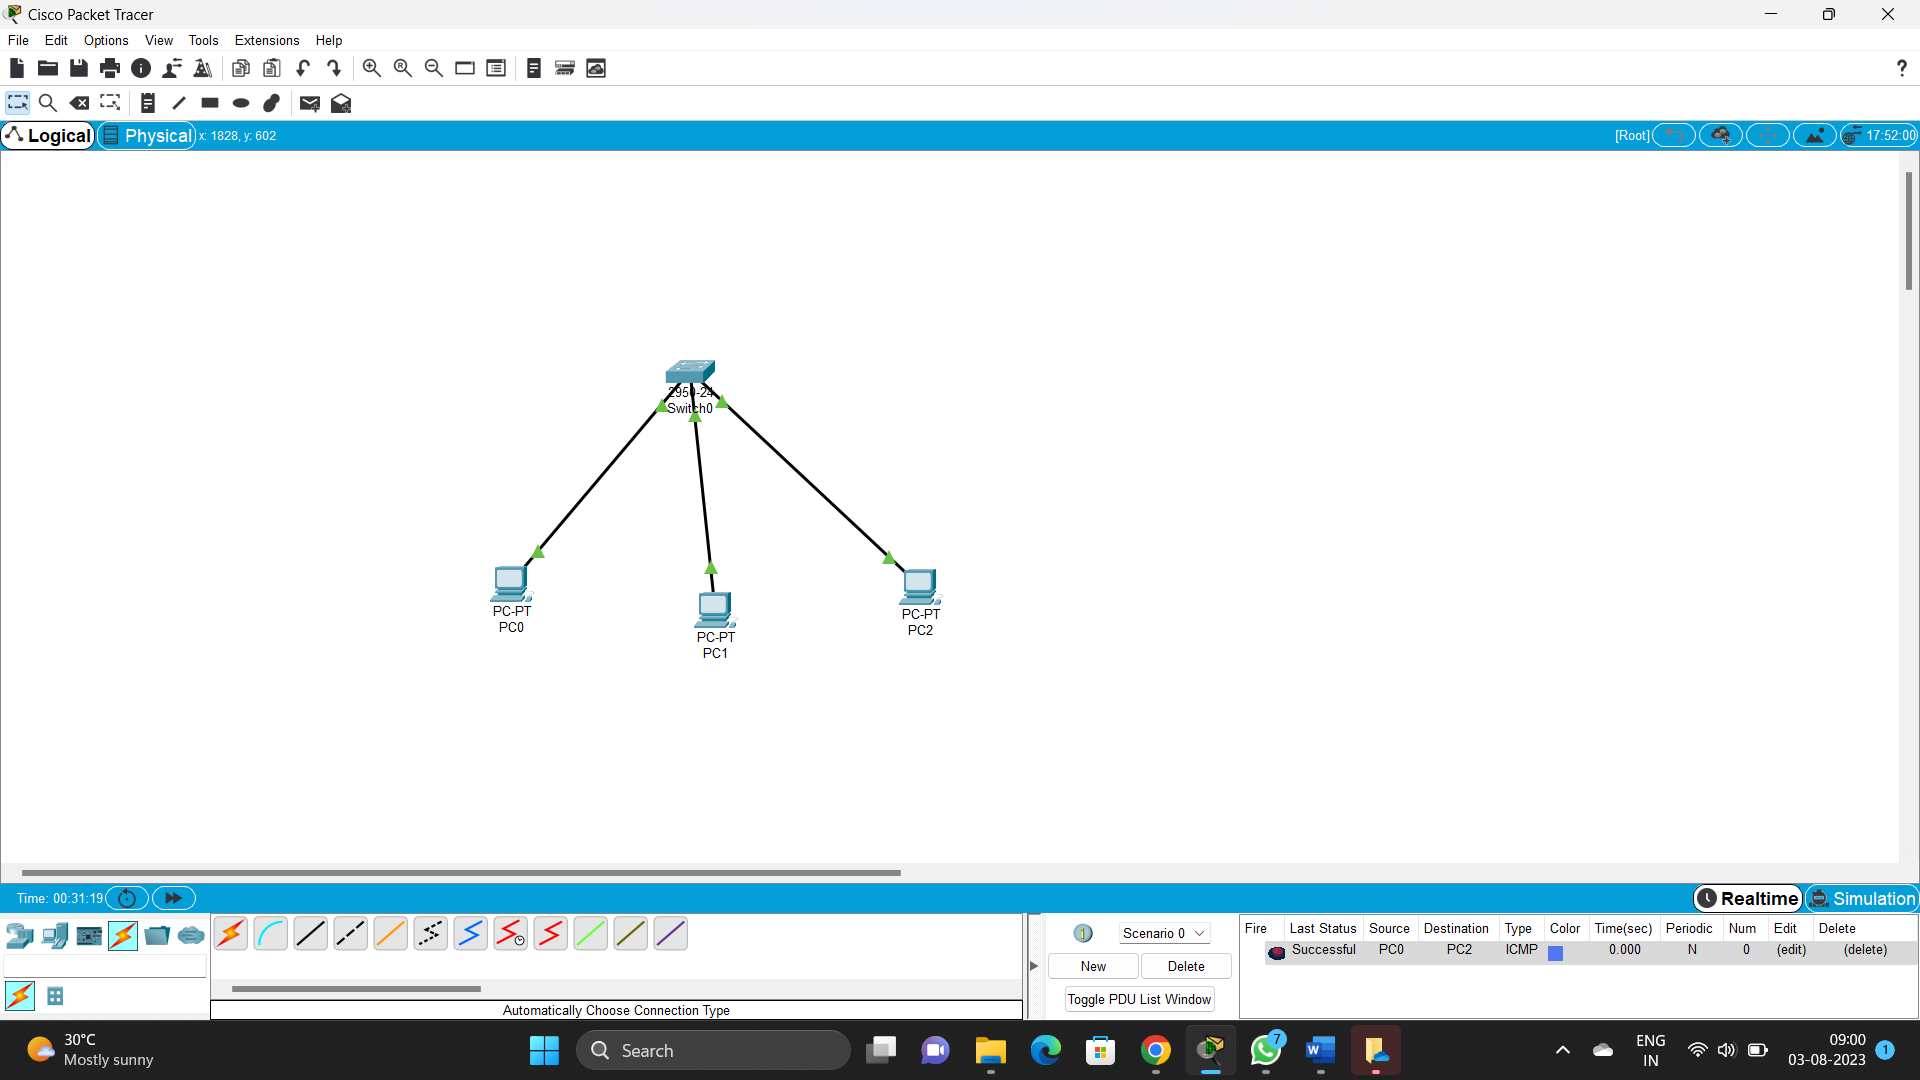 Cisco Packet Tracer
File Edit Options View Tools Extensions Help
Logical Physical x: 1828, y: 602 [Root] 17:52:00
2950-24
Switch0
PC-PT
PC0
PC-PT
PC1
PC-PT
PC2
Time: 00:31:19 Realtime Simulation
Scenario 0
New Delete
Toggle PDU List Window
Fire Last Status Source Destination Type Color Time(sec) Periodic Num Edit Delete
Successful PC0 PC2 ICMP 0.000 N 0 (edit) (delete)
Automatically Choose Connection Type
30°C
Mostly sunny
Search
7
ENG
IN
09:00
03-08-2023
1